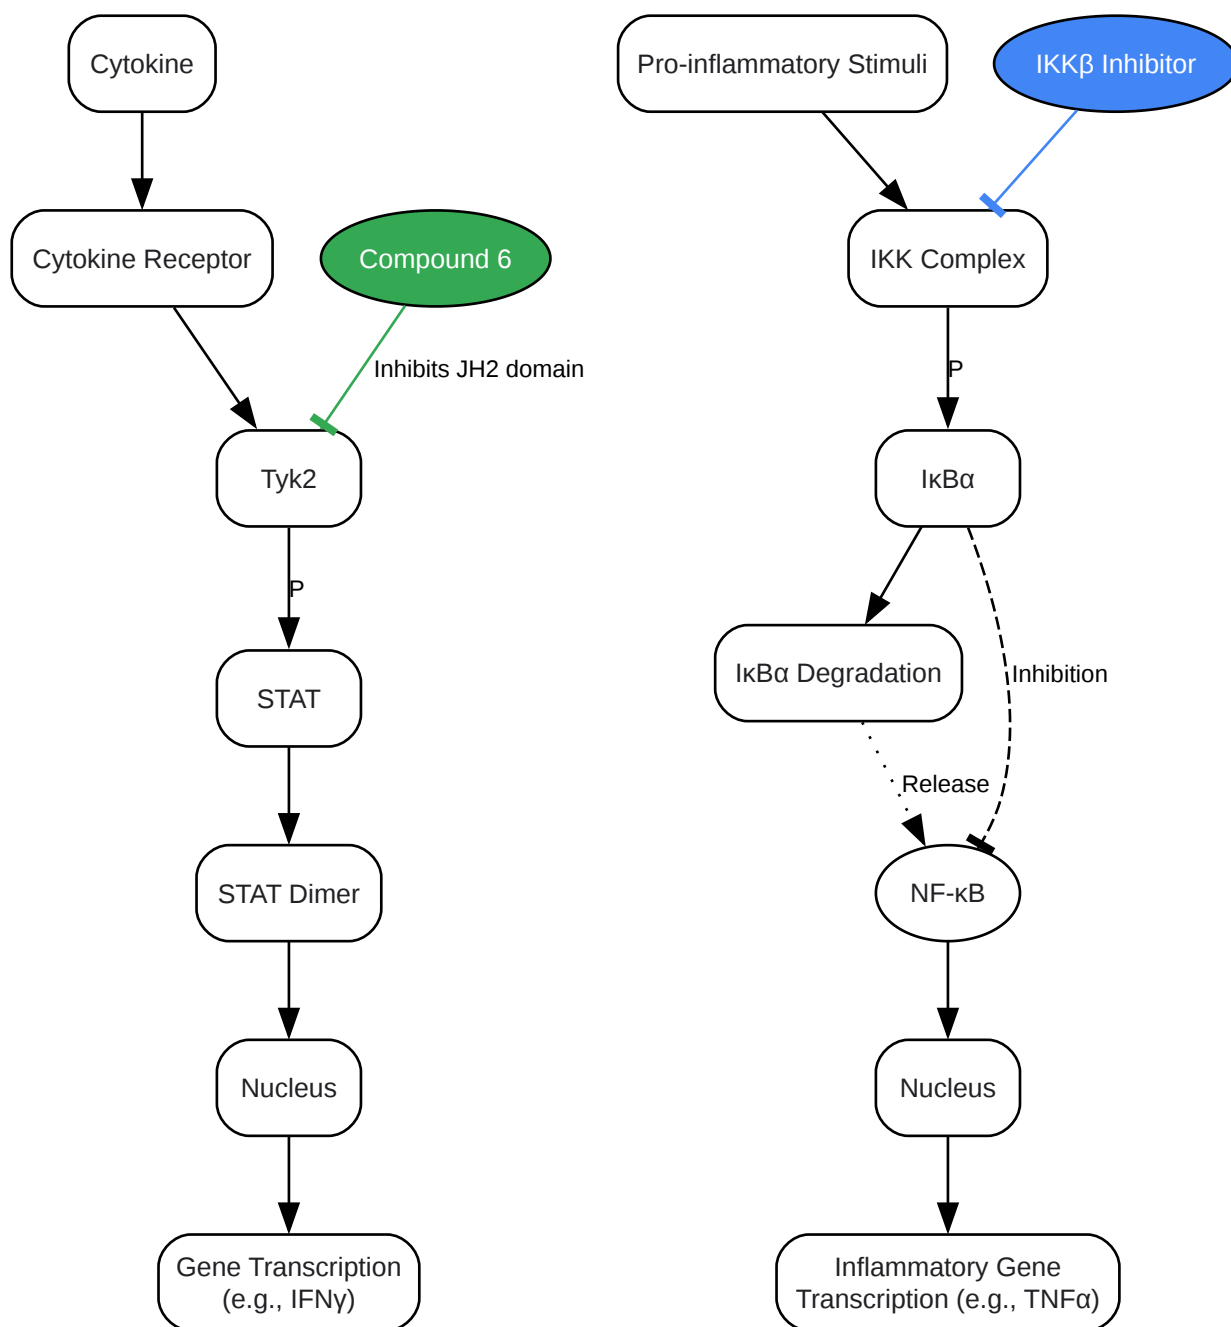 Cytokine
Pro-inflammatory Stimuli
IKKβ Inhibitor
Cytokine Receptor
Compound 6
IKK Complex
Inhibits JH2 domain
P
Tyk2
IκBα
P
STAT
IκBα Degradation
Inhibition
Release
STAT Dimer
NF-κB
Nucleus
Nucleus
Gene Transcription
(e.g., IFNγ)
Inflammatory Gene
Transcription (e.g., TNFα)